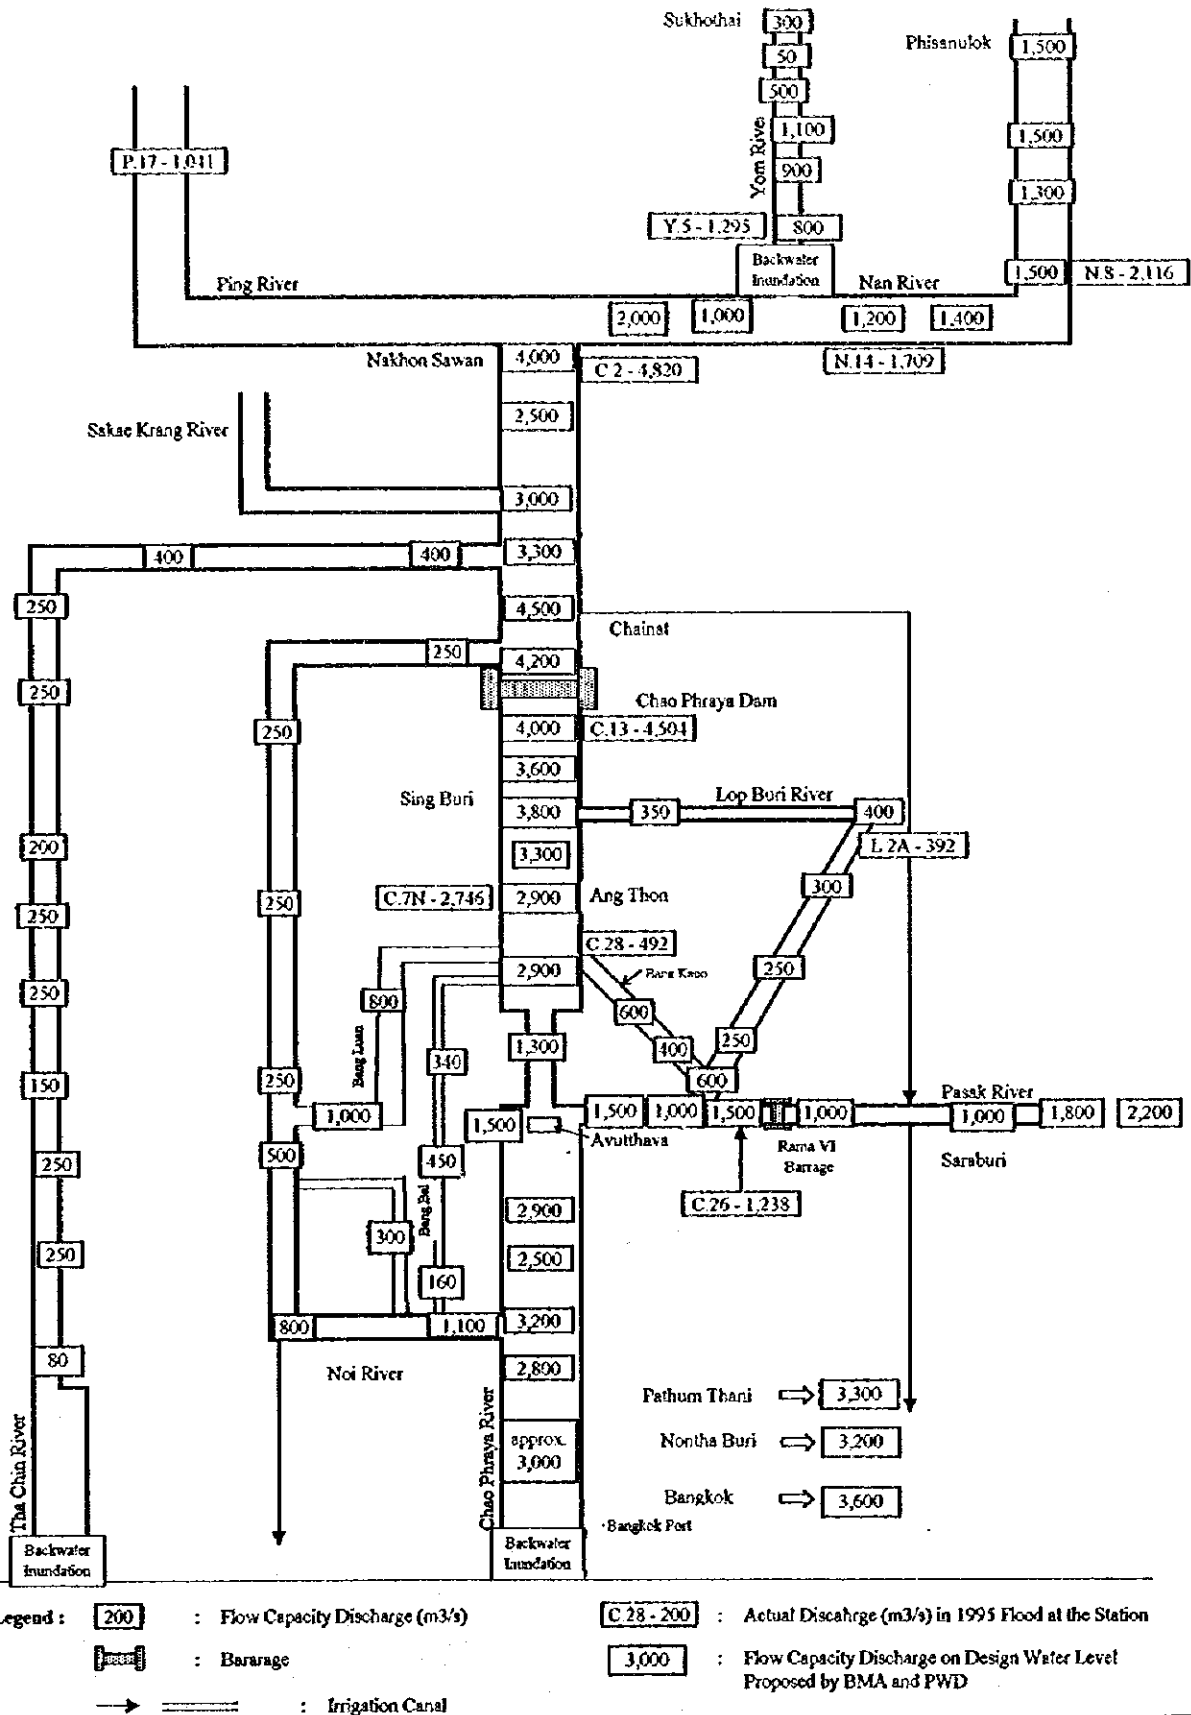 Sukhothai
300
Phisanulok
1,500
50
500
1,100
1,500
P.17 - 1,041
Yom River
900
1,300
Y.5 - 1,295
800
Backwater
Inundation
1,500
N.8 - 2,116
Ping River
Nan River
2,000
1,000
1,200
1,400
Nakhon Sawan
4,000
C.2 - 4,820
N.14 - 1,709
2,500
Sakae Krang River
3,000
400
400
3,300
250
4,500
Chainat
250
4,200
250
Chao Phraya Dam
250
4,000
C.13 - 4,504
3,600
Sing Buri
Lop Buri River
3,800
350
400
L.2A - 392
200
3,300
300
C.7N - 2,746
2,900
Ang Thon
250
250
C.28 - 492
2,900
250
250
800
600
Bang Luan
1,300
400
250
340
250
600
150
Pasak River
1,000
1,500
1,500
1,000
1,500
1,000
1,000
1,800
2,200
Ayutthaya
Rama VI
Barrage
Saraburi
500
450
250
C.26 - 1,238
Bang Bal
2,900
300
250
2,500
160
800
1,100
3,200
80
Noi River
2,800
Pathum Thani
3,300
Tha Chin River
Chao Phraya River
approx.
3,000
Nontha Buri
3,200
Bangkok
3,600
Bangkok Port
Backwater
Inundation
Backwater
Inundation
Legend :
200
: Flow Capacity Discharge (m3/s)
C.28 - 200
: Actual Discahrge (m3/s) in 1995 Flood at the Station
: Bararage
3,000
: Flow Capacity Discharge on Design Water Level
Proposed by BMA and PWD
: Irrigation Canal